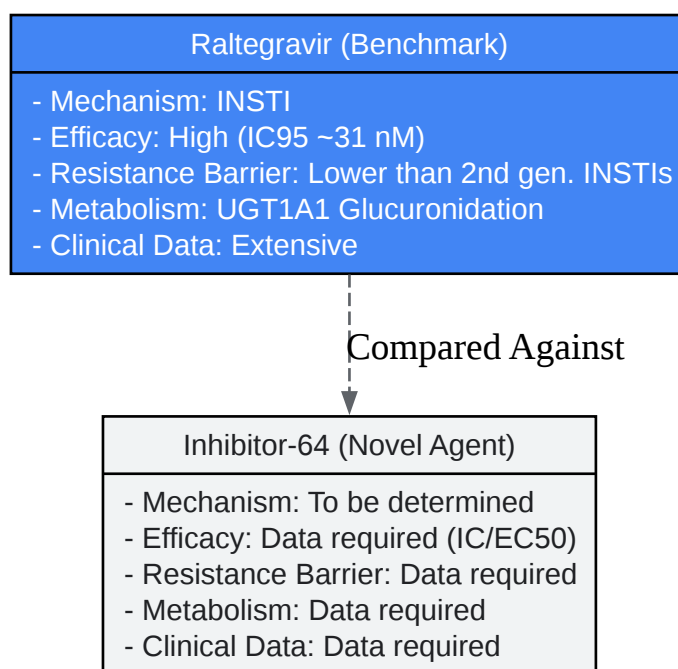 Raltegravir (Benchmark)
- Mechanism: INSTI
- Efficacy: High (IC95 ~31 nM)
- Resistance Barrier: Lower than 2nd gen. INSTIs
- Metabolism: UGT1A1 Glucuronidation
- Clinical Data: Extensive
Compared Against
Inhibitor-64 (Novel Agent)
- Mechanism: To be determined
- Efficacy: Data required (IC/EC50)
- Resistance Barrier: Data required
- Metabolism: Data required
- Clinical Data: Data required